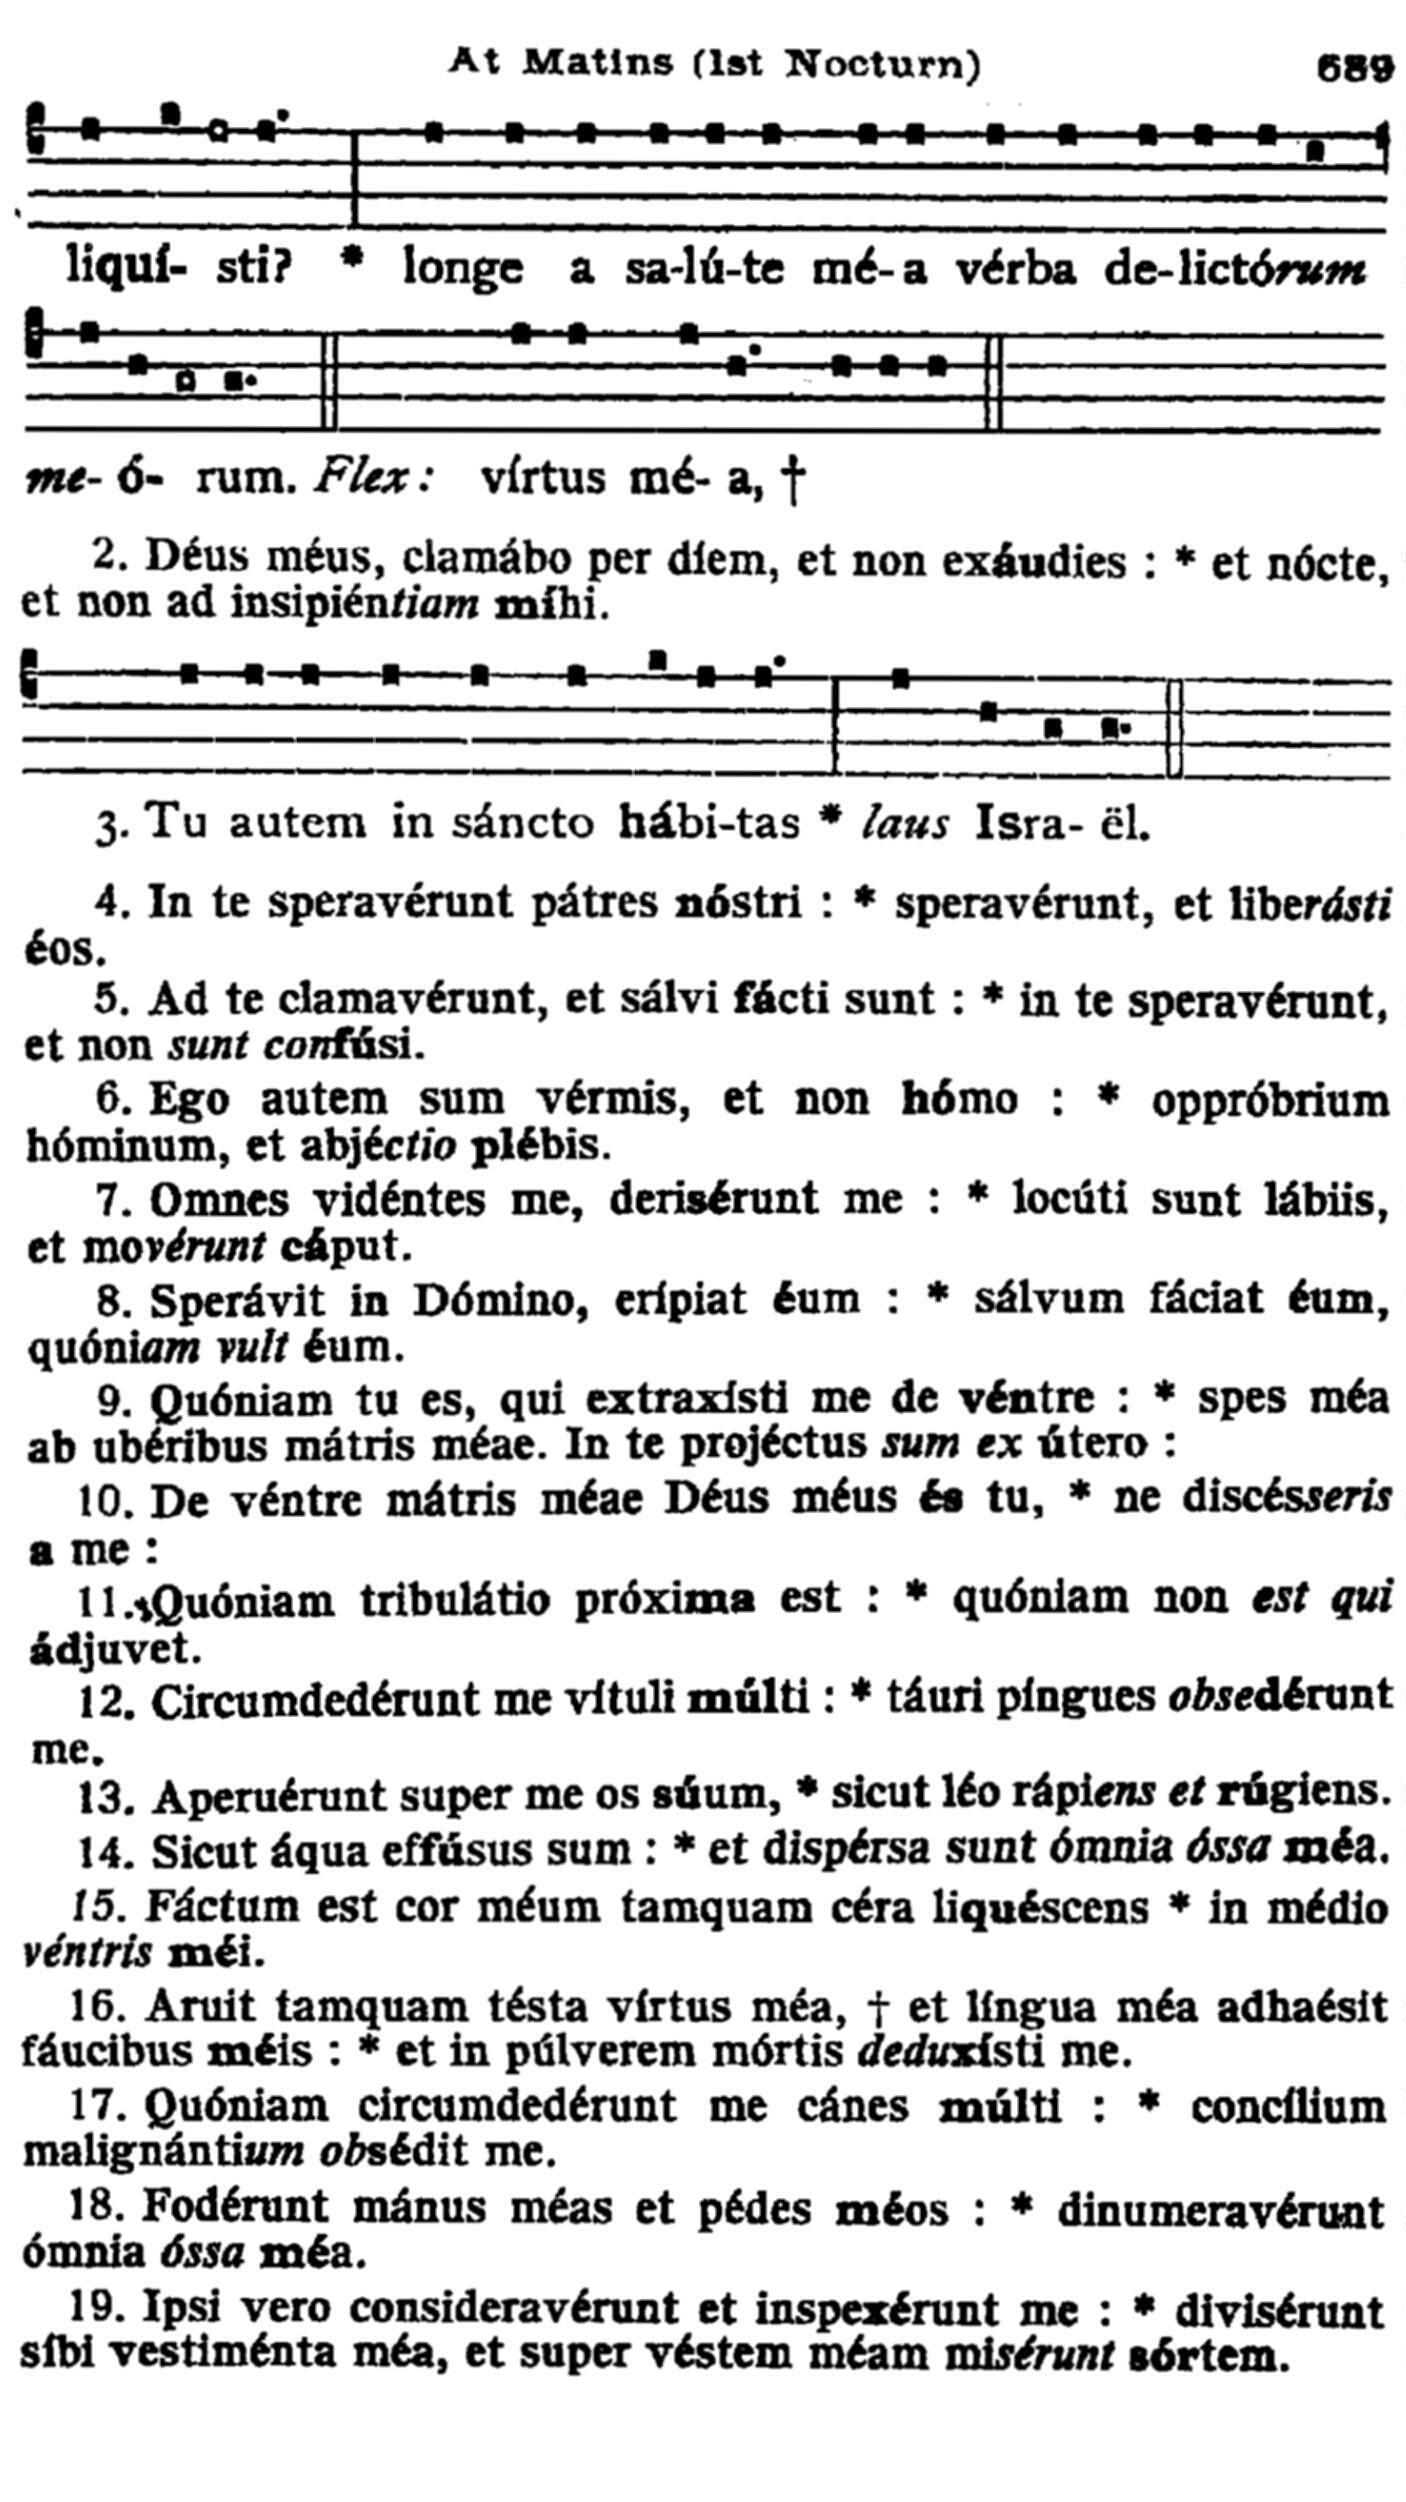 At Matins (1st Nocturn) 689
liquí- sti? * longe a sa-lú-te mé-a vérba de-lictórum
me- ó- rum. Flex: vírtus mé- a, †
2. Déus méus, clamábo per díem, et non exáudies : * et nócte,
et non ad insipiéntiam míhi.
3. Tu autem in sáncto hábi-tas * laus Isra- ël.
4. In te speravérunt pátres nóstri : * speravérunt, et liberásti
éos.
5. Ad te clamavérunt, et sálvi fácti sunt : * in te speravérunt,
et non sunt confúsi.
6. Ego autem sum vérmis, et non hómo : * oppróbrium
hóminum, et abjéctio plébis.
7. Omnes vidéntes me, derisérunt me : * locúti sunt lábiis,
et movérunt cáput.
8. Sperávit in Dómino, erípiat éum : * sálvum fáciat éum,
quóniam vult éum.
9. Quóniam tu es, qui extraxísti me de véntre : * spes méa
ab ubéribus mátris méae. In te projéctus sum ex útero :
10. De véntre mátris méae Déus méus és tu, * ne discésseris
a me :
11. Quóniam tribulátio próxima est : * quóniam non est qui
ádjuvet.
12. Circumdedérunt me vítuli múlti : * táuri píngues obsedérunt
me.
13. Aperuérunt super me os súum, * sicut léo rápiens et rúgiens.
14. Sicut áqua effúsus sum : * et dispérsa sunt ómnia óssa méa.
15. Fáctum est cor méum tamquam céra liquéscens * in médio
véntris méi.
16. Aruit tamquam tésta vírtus méa, † et língua méa adhaésit
fáucibus méis : * et in púlverem mórtis deduxísti me.
17. Quóniam circumdedérunt me cánes múlti : * concílium
malignántium obsédit me.
18. Fodérunt mánus méas et pédes méos : * dinumeravérunt
ómnia óssa méa.
19. Ipsi vero consideravérunt et inspexérunt me : * divisérunt
síbi vestiménta méa, et super véstem méam misérunt sórtem.